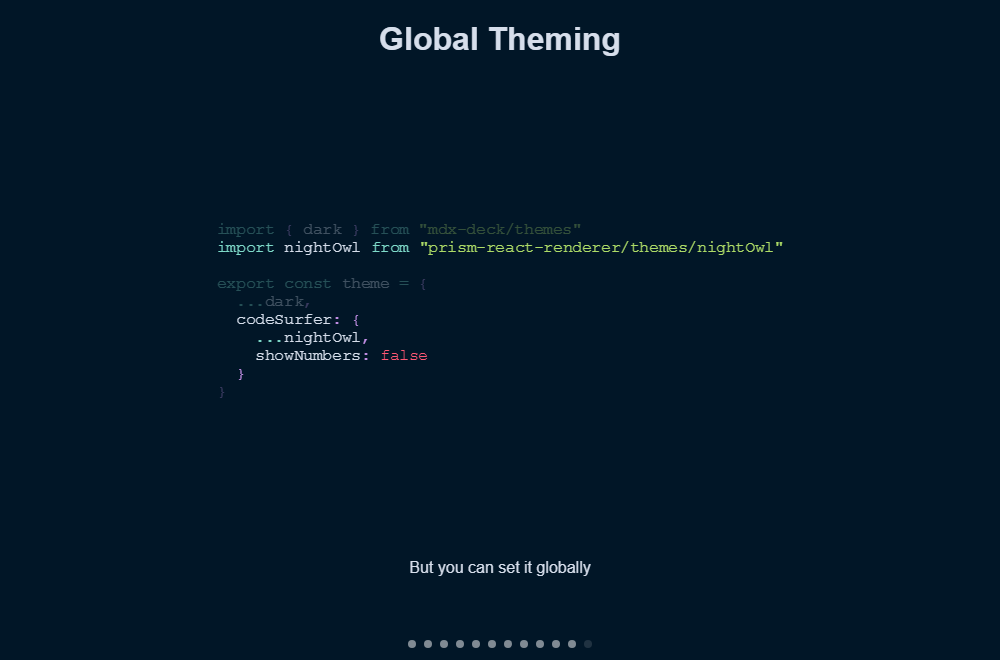 Global Theming
import { dark } from "mdx-deck/themes"
import nightOwl from "prism-react-renderer/themes/nightOwl"
export const theme = {
  ...dark,
  codeSurfer: {
    ...nightOwl,
    showNumbers: false
  }
}
But you can set it globally